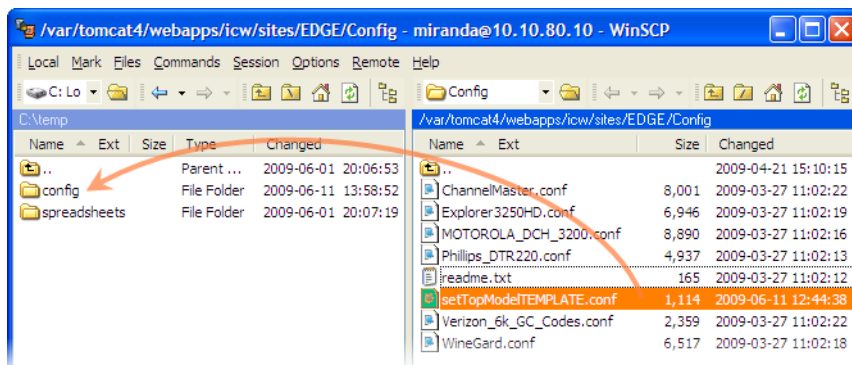 /var/tomcat4/webapps/icw/sites/EDGE/Config - miranda@10.10.80.10 - WinSCP
Local Mark Files Commands Session Options Remote Help
C: Lo Config
C:\temp /var/tomcat4/webapps/icw/sites/EDGE/Config
Name Ext Size Type Changed Name Ext Size Changed
.. Parent ... 2009-06-01 20:06:53 .. 2009-04-21 15:10:15
config File Folder 2009-06-11 13:58:52 ChannelMaster.conf 8,001 2009-03-27 11:02:22
spreadsheets File Folder 2009-06-01 20:07:19 Explorer3250HD.conf 6,946 2009-03-27 11:02:19
MOTOROLA_DCH_3200.conf 8,890 2009-03-27 11:02:16
Phillips_DTR220.conf 4,937 2009-03-27 11:02:13
readme.txt 165 2009-03-27 11:02:12
setTopModelTEMPLATE.conf 1,114 2009-06-11 12:44:38
Verizon_6k_GC_Codes.conf 2,359 2009-03-27 11:02:22
WineGard.conf 6,517 2009-03-27 11:02:18